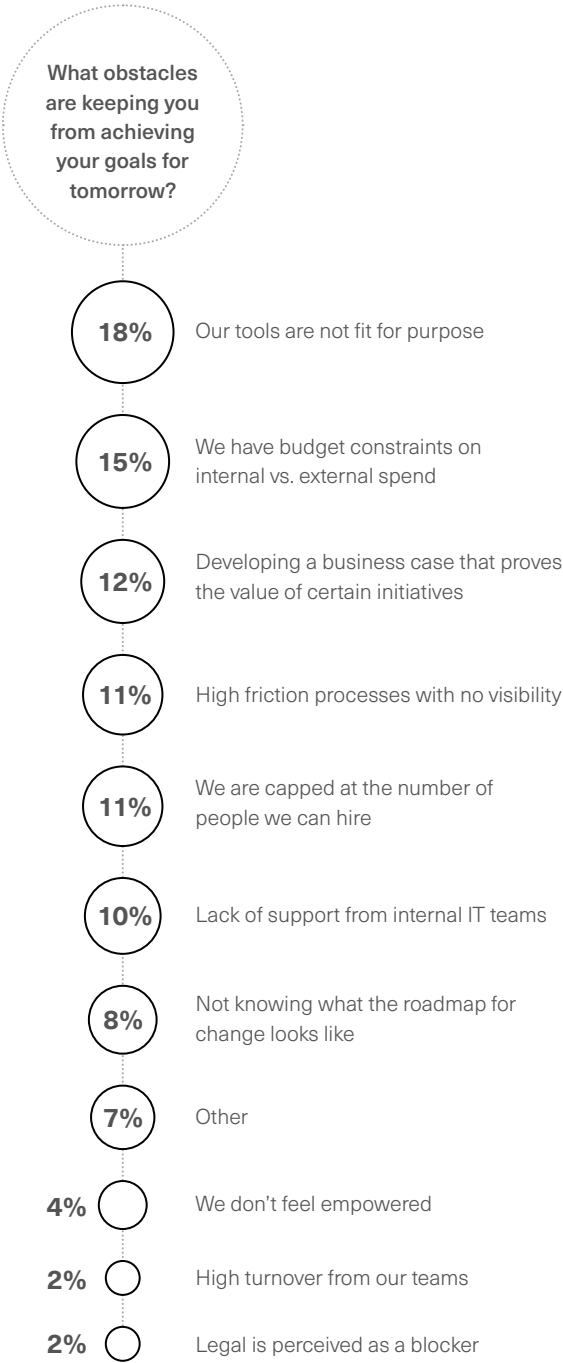 What obstacles
are keeping you
from achieving
your goals for
tomorrow?
18%
Our tools are not fit for purpose
15%
We have budget constraints on
internal vs. external spend
12%
Developing a business case that proves
the value of certain initiatives
11%
High friction processes with no visibility
11%
We are capped at the number of
people we can hire
10%
Lack of support from internal IT teams
8%
Not knowing what the roadmap for
change looks like
7%
Other
4%
We don’t feel empowered
2%
High turnover from our teams
2%
Legal is perceived as a blocker